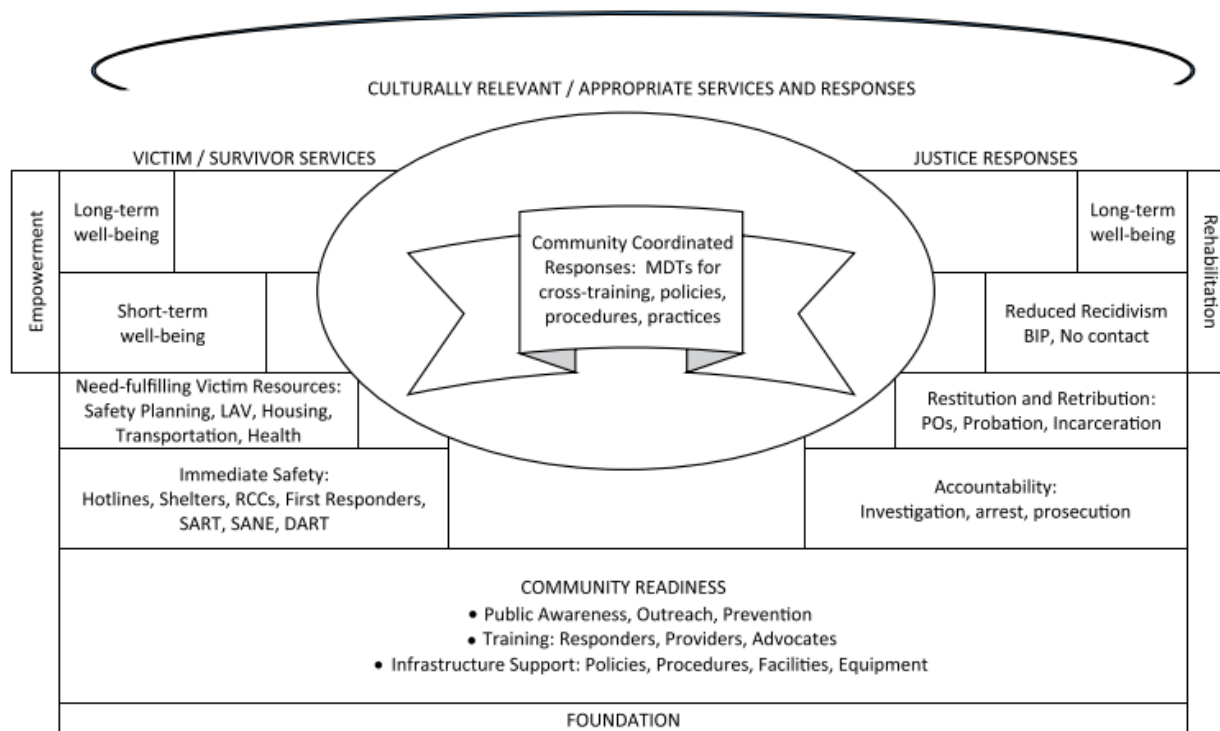 CULTURALLY RELEVANT / APPROPRIATE SERVICES AND RESPONSES
VICTIM / SURVIVOR SERVICES
JUSTICE RESPONSES
Empowerment
Long-term
well-being
Short-term
well-being
Need-fulfilling Victim Resources:
Safety Planning, LAV, Housing,
Transportation, Health
Immediate Safety:
Hotlines, Shelters, RCCs, First Responders,
SART, SANE, DART
Community Coordinated
Responses: MDTs for
cross-training, policies,
procedures, practices
Long-term
well-being
Rehabilitation
Reduced Recidivism
BIP, No contact
Restitution and Retribution:
POs, Probation, Incarceration
Accountability:
Investigation, arrest, prosecution
COMMUNITY READINESS
• Public Awareness, Outreach, Prevention
• Training: Responders, Providers, Advocates
• Infrastructure Support: Policies, Procedures, Facilities, Equipment
FOUNDATION